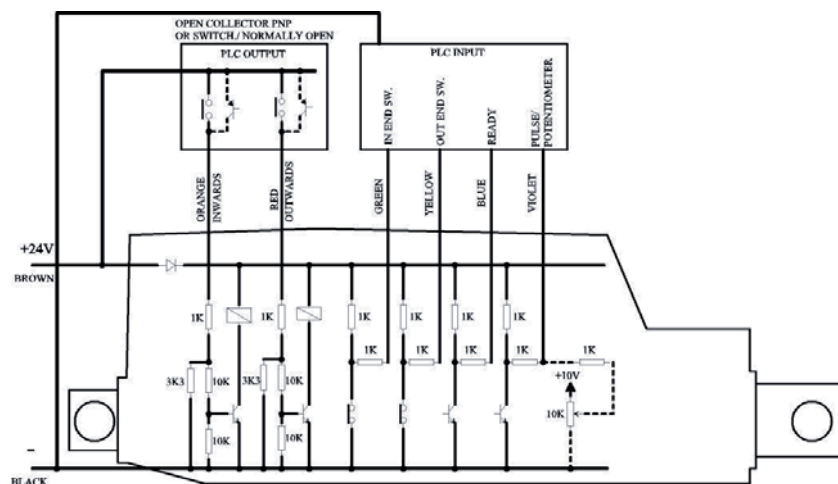 OPEN COLLECTOR PNP
OR SWITCH./ NORMALLY OPEN
PLC OUTPUT
PLC INPUT
IN END SW.
OUT END SW.
READY
PULSE/
POTENTIOMETER
ORANGE
INWARDS
RED
OUTWARDS
GREEN
YELLOW
BLUE
VIOLET
+24V
BROWN
1K
1K
1K
1K
1K
1K
1K
1K
1K
1K
1K
3K3
10K
3K3
10K
+10V
10K
10K
10K
–
BLACK